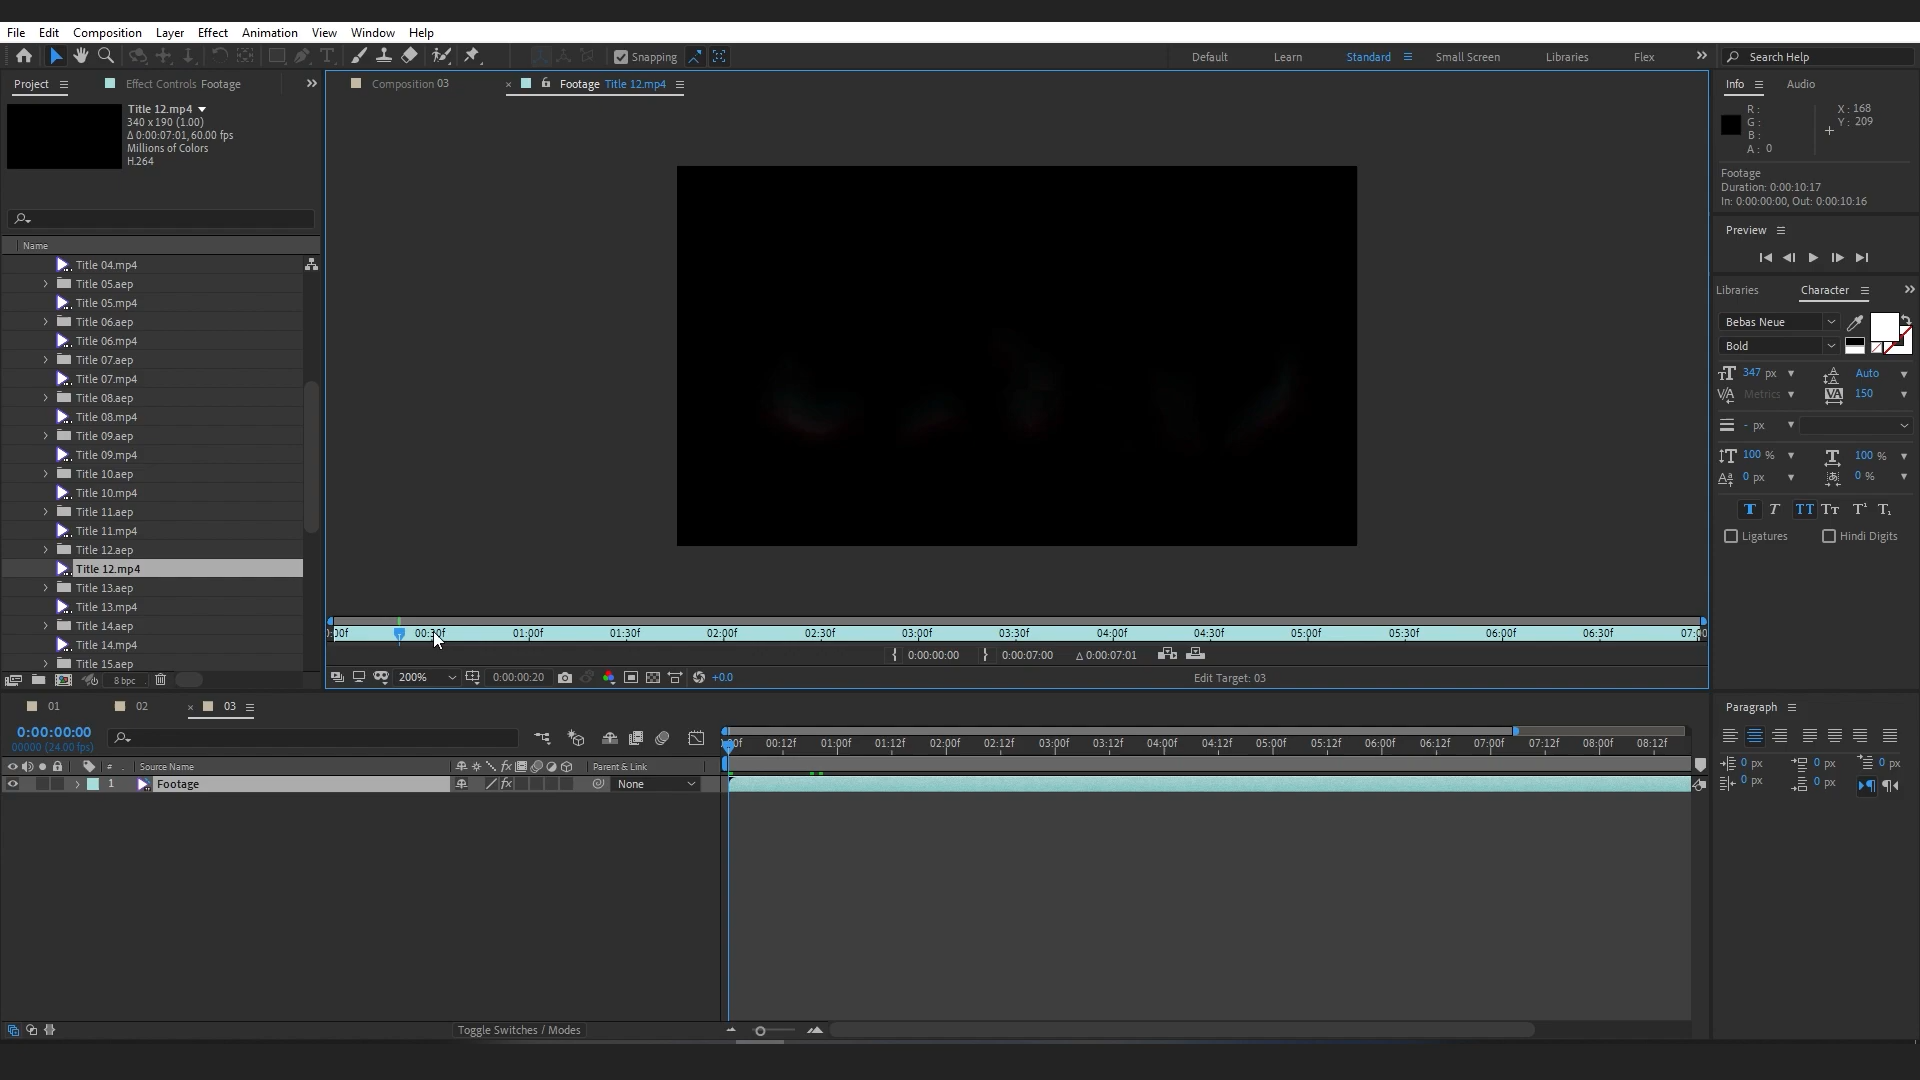 File Edit Composition Layer Effect Animation View Window Help
Snapping
Default Learn Standard Small Screen Libraries Flex Search Help
Project Effect Controls Footage
Composition 03 Footage Title 12.mp4
Title 12.mp4
340 x 190 (1.00)
Δ 0:00:07:01, 60.00 fps
Millions of Colors
H.264
Name
Title 04.mp4
Title 05.aep
Title 05.mp4
Title 06.aep
Title 06.mp4
Title 07.aep
Title 07.mp4
Title 08.aep
Title 08.mp4
Title 09.aep
Title 09.mp4
Title 10.aep
Title 10.mp4
Title 11.aep
Title 11.mp4
Title 12.aep
Title 12.mp4
Title 13.aep
Title 13.mp4
Title 14.aep
Title 14.mp4
Title 15.aep
8 bpc
00f 00:30f 01:00f 01:30f 02:00f 02:30f 03:00f 03:30f 04:00f 04:30f 05:00f 05:30f 06:00f 06:30f 07:00
0:00:00:00 0:00:07:00 Δ 0:00:07:01
200% 0:00:00:20 +0.0 Edit Target: 03
Info Audio
R: X: 168
G: Y: 209
B:
A: 0
Footage
Duration: 0:00:10:17
In: 0:00:00:00, Out: 0:00:10:16
Preview
Libraries Character
Bebas Neue
Bold
347 px Auto
Metrics 150
- px
100 % 100 %
0 px 0 %
T T TT Tт T¹ T₁
Ligatures Hindi Digits
01 02 03
0:00:00:00
00000 (24.00 fps)
00f 00:12f 01:00f 01:12f 02:00f 02:12f 03:00f 03:12f 04:00f 04:12f 05:00f 05:12f 06:00f 06:12f 07:00f 07:12f 08:00f 08:12f
# Source Name fx Parent & Link
1 Footage fx None
Toggle Switches / Modes
Paragraph
0 px 0 px 0 px
0 px 0 px